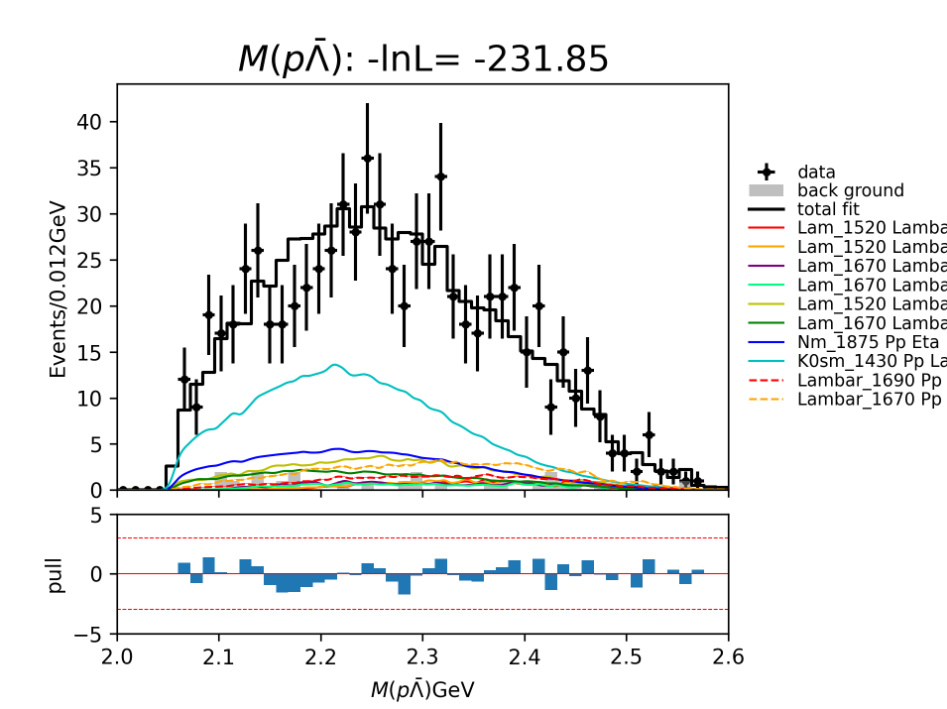 M(pΛ̄): -lnL= -231.85
Events/0.012GeV
40
35
30
25
20
15
10
5
0
data
back ground
total fit
Lam_1520 Lamba
Lam_1520 Lamba
Lam_1670 Lamba
Lam_1670 Lamba
Lam_1520 Lamba
Lam_1670 Lamba
Nm_1875 Pp Eta
K0sm_1430 Pp La
Lambar_1690 Pp
Lambar_1670 Pp
pull
5
0
−5
2.0 2.1 2.2 2.3 2.4 2.5 2.6
M(pΛ̄)GeV